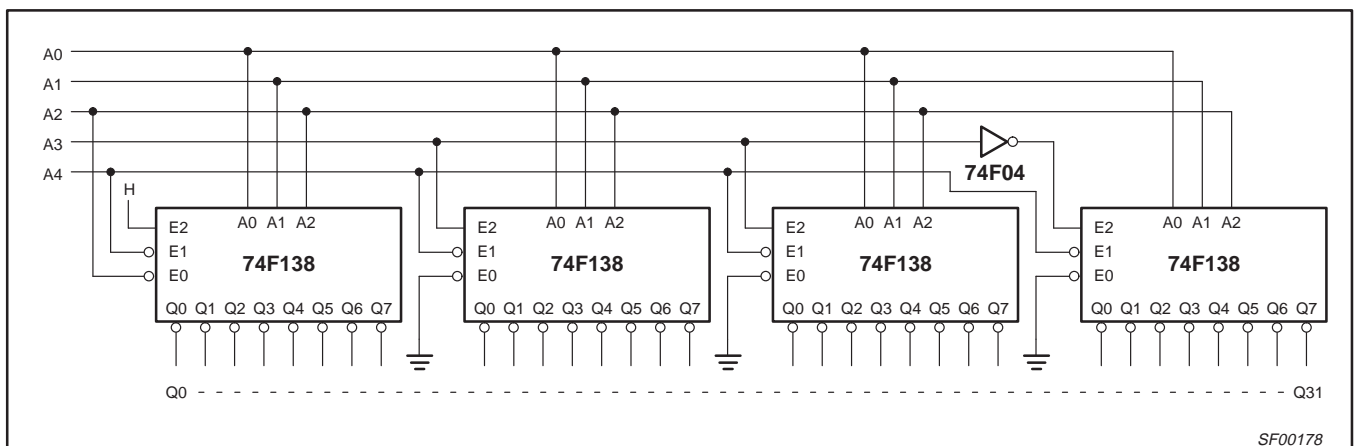 A0
A1
A2
A3
A4
H
74F04
E2 A0 A1 A2
E1
E0
74F138
Q0 Q1 Q2 Q3 Q4 Q5 Q6 Q7
E2 A0 A1 A2
E1
E0
74F138
Q0 Q1 Q2 Q3 Q4 Q5 Q6 Q7
E2 A0 A1 A2
E1
E0
74F138
Q0 Q1 Q2 Q3 Q4 Q5 Q6 Q7
E2 A0 A1 A2
E1
E0
74F138
Q0 Q1 Q2 Q3 Q4 Q5 Q6 Q7
Q0 Q31
SF00178